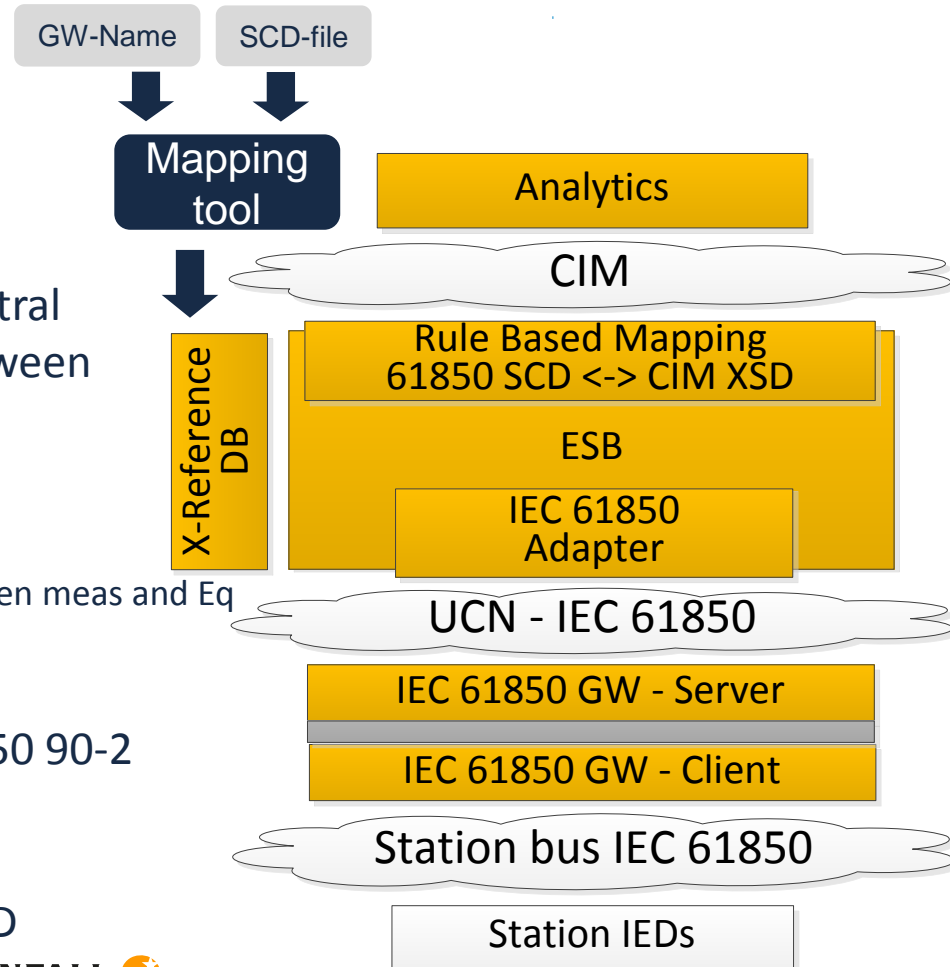 GW-Name
SCD-file
Mapping
tool
Analytics
CIM
tral
ween
Rule Based Mapping
61850 SCD <-> CIM XSD
X-Reference
DB
ESB
IEC 61850
Adapter
en meas and Eq
UCN - IEC 61850
IEC 61850 GW - Server
50 90-2
IEC 61850 GW - Client
Station bus IEC 61850
Station IEDs